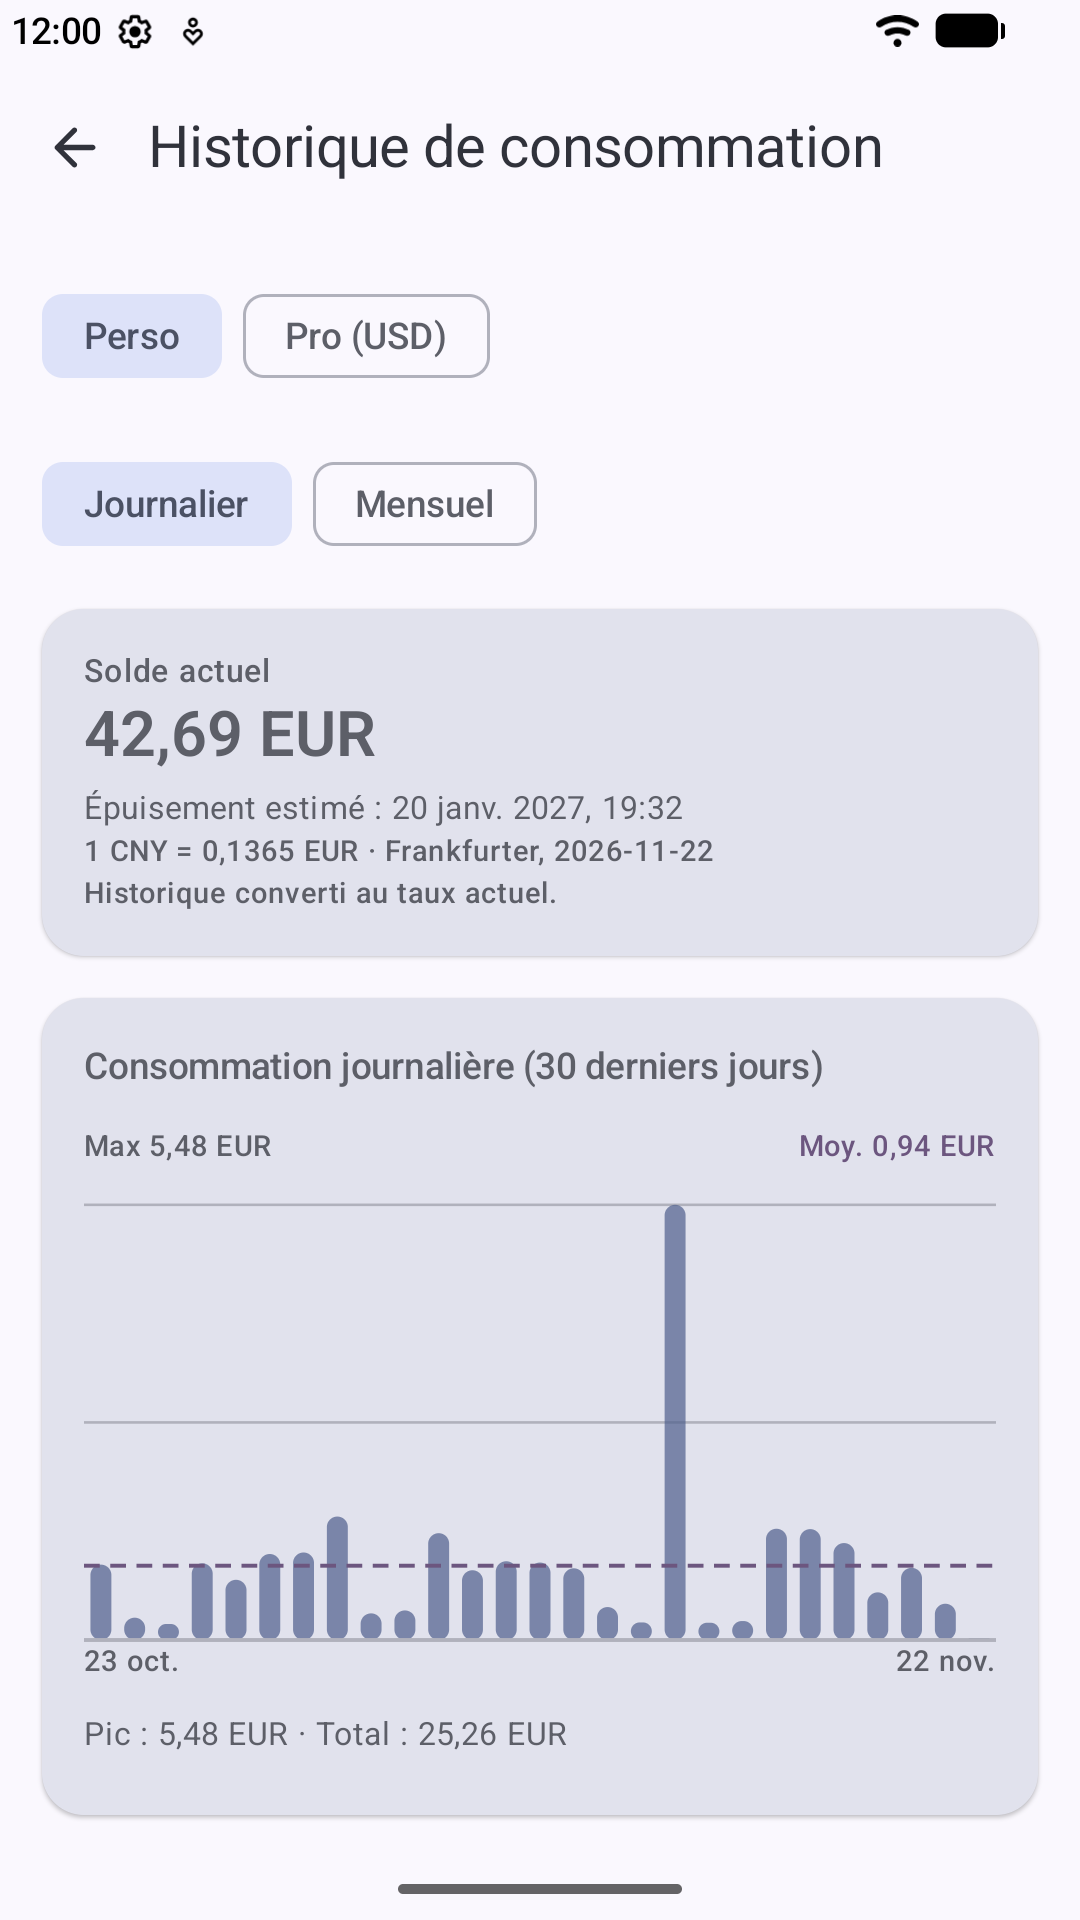 12:00
Historique de consommation
Perso
Pro (USD)
Journalier
Mensuel
Solde actuel
42,69 EUR
Épuisement estimé : 20 janv. 2027, 19:32
1 CNY = 0,1365 EUR · Frankfurter, 2026-11-22
Historique converti au taux actuel.
Consommation journalière (30 derniers jours)
Max 5,48 EUR
Moy. 0,94 EUR
23 oct.
22 nov.
Pic : 5,48 EUR · Total : 25,26 EUR